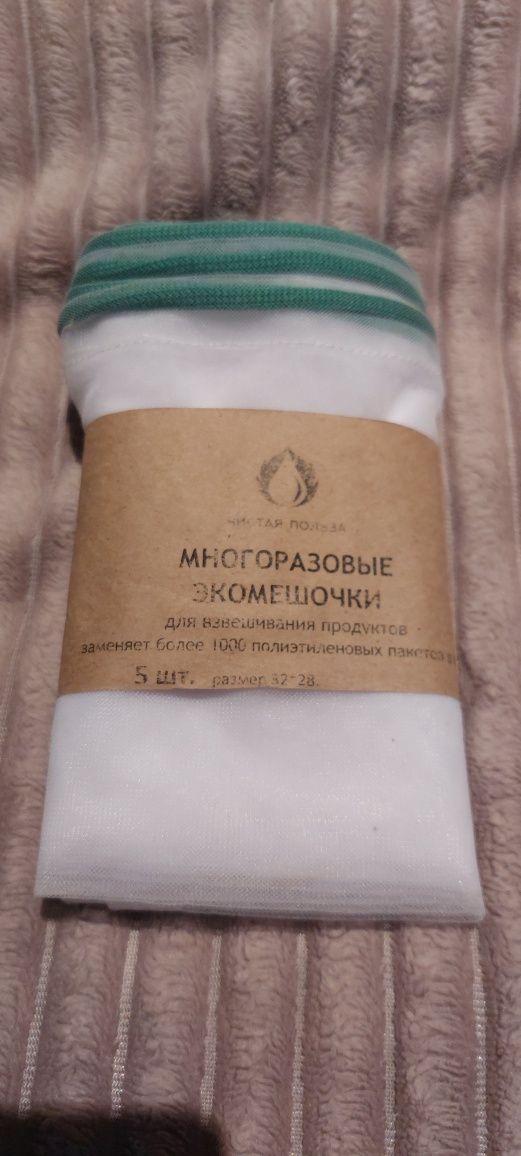 ЧИСТАЯ ПОЛЬЗА
МНОГОРАЗОВЫЕ
ЭКОМЕШОЧКИ
для взвешивания продуктов
заменяет более 1000 полиэтиленовых пакетов
5 шт. размер 32*28.